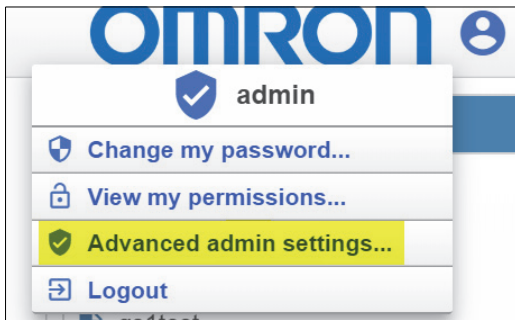 OMRON
admin
Change my password...
View my permissions...
Advanced admin settings...
Logout